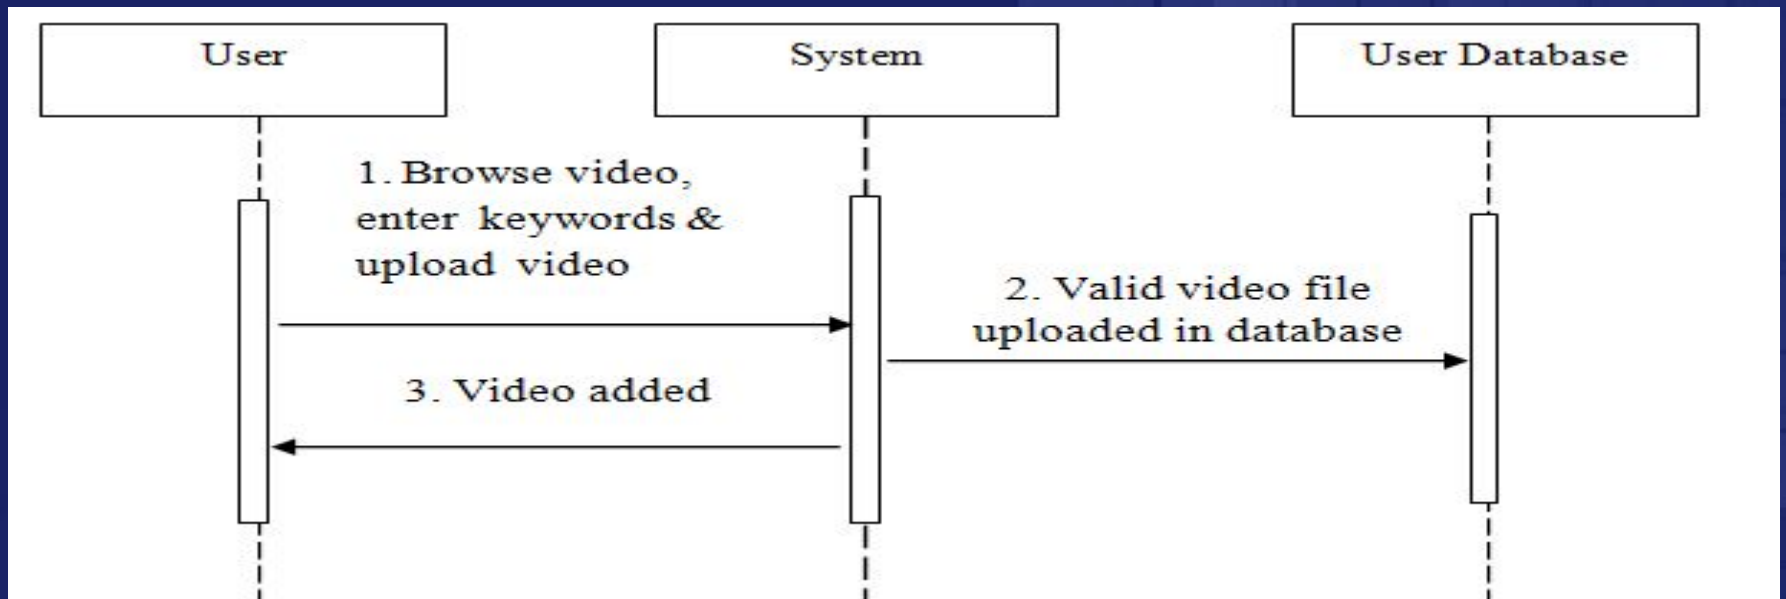 User
System
User Database
1. Browse video,
enter keywords &
upload video
2. Valid video file
uploaded in database
3. Video added